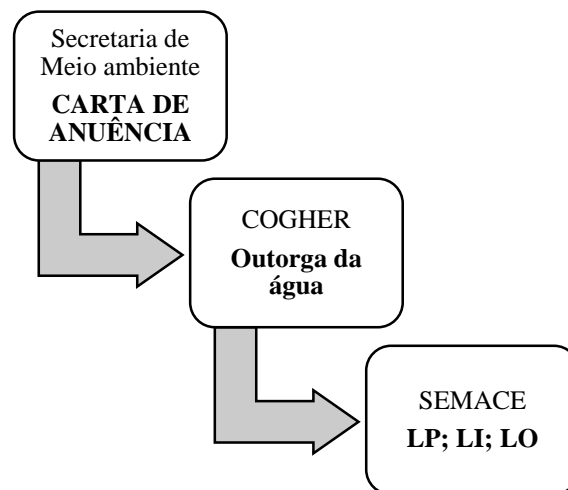 Secretaria de
Meio ambiente
CARTA DE
ANUÊNCIA
COGHER
Outorga da
água
SEMACE
LP; LI; LO